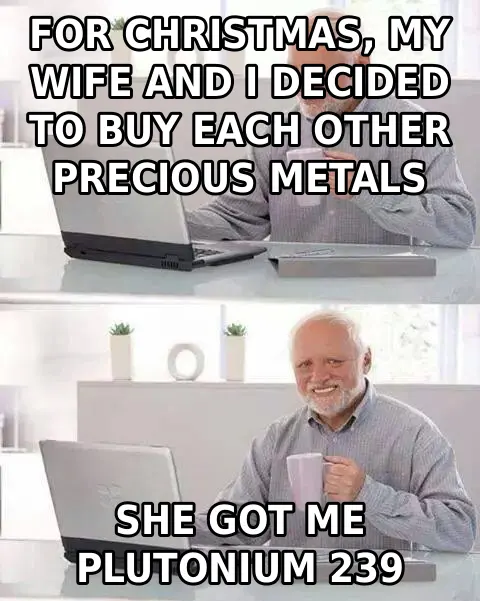 FOR CHRISTMAS, MY
WIFE AND I DECIDED
TO BUY EACH OTHER
PRECIOUS METALS
SHE GOT ME
PLUTONIUM 239